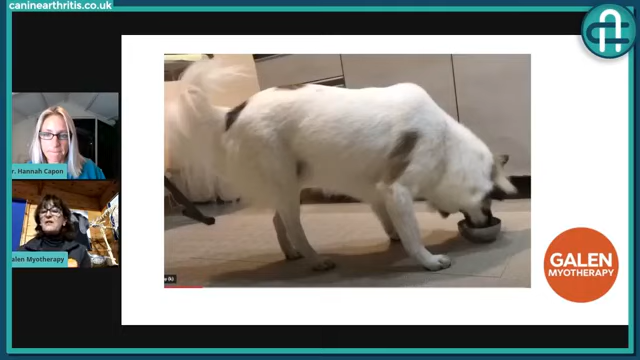 caninearthritis.co.uk
r. Hannah Capon
alen Myotherapy
GALEN
MYOTHERAPY